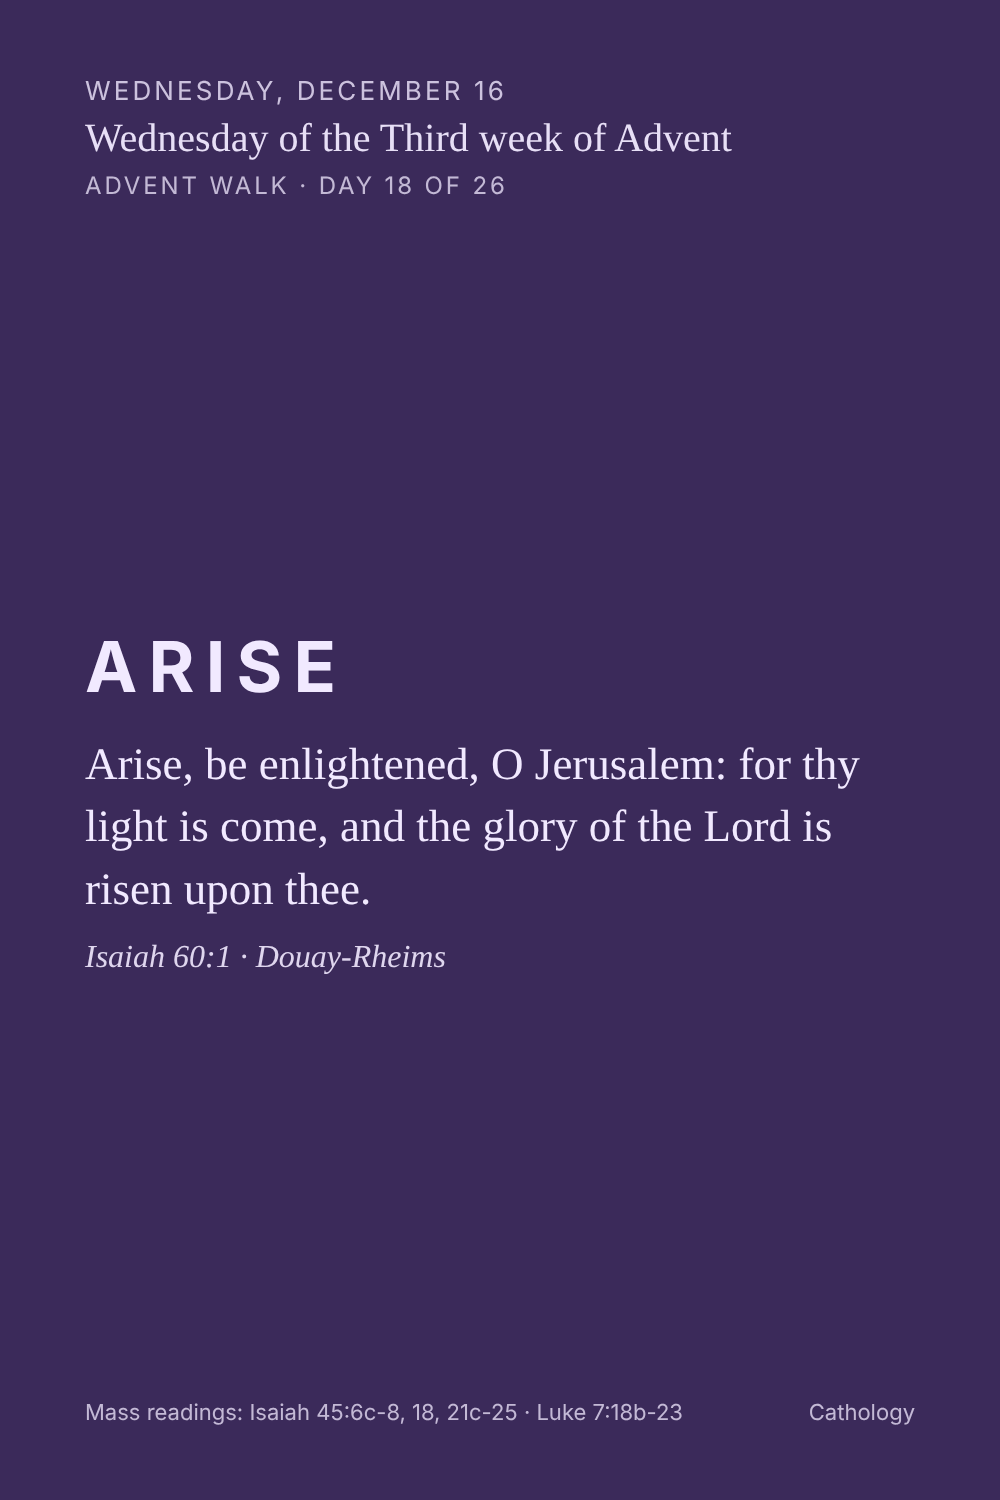 WEDNESDAY, DECEMBER 16
Wednesday of the Third week of Advent
ADVENT WALK · DAY 18 OF 26
ARISE
Arise, be enlightened, O Jerusalem: for thy
light is come, and the glory of the Lord is
risen upon thee.
Isaiah 60:1 · Douay-Rheims
Mass readings: Isaiah 45:6c-8, 18, 21c-25 · Luke 7:18b-23
Cathology